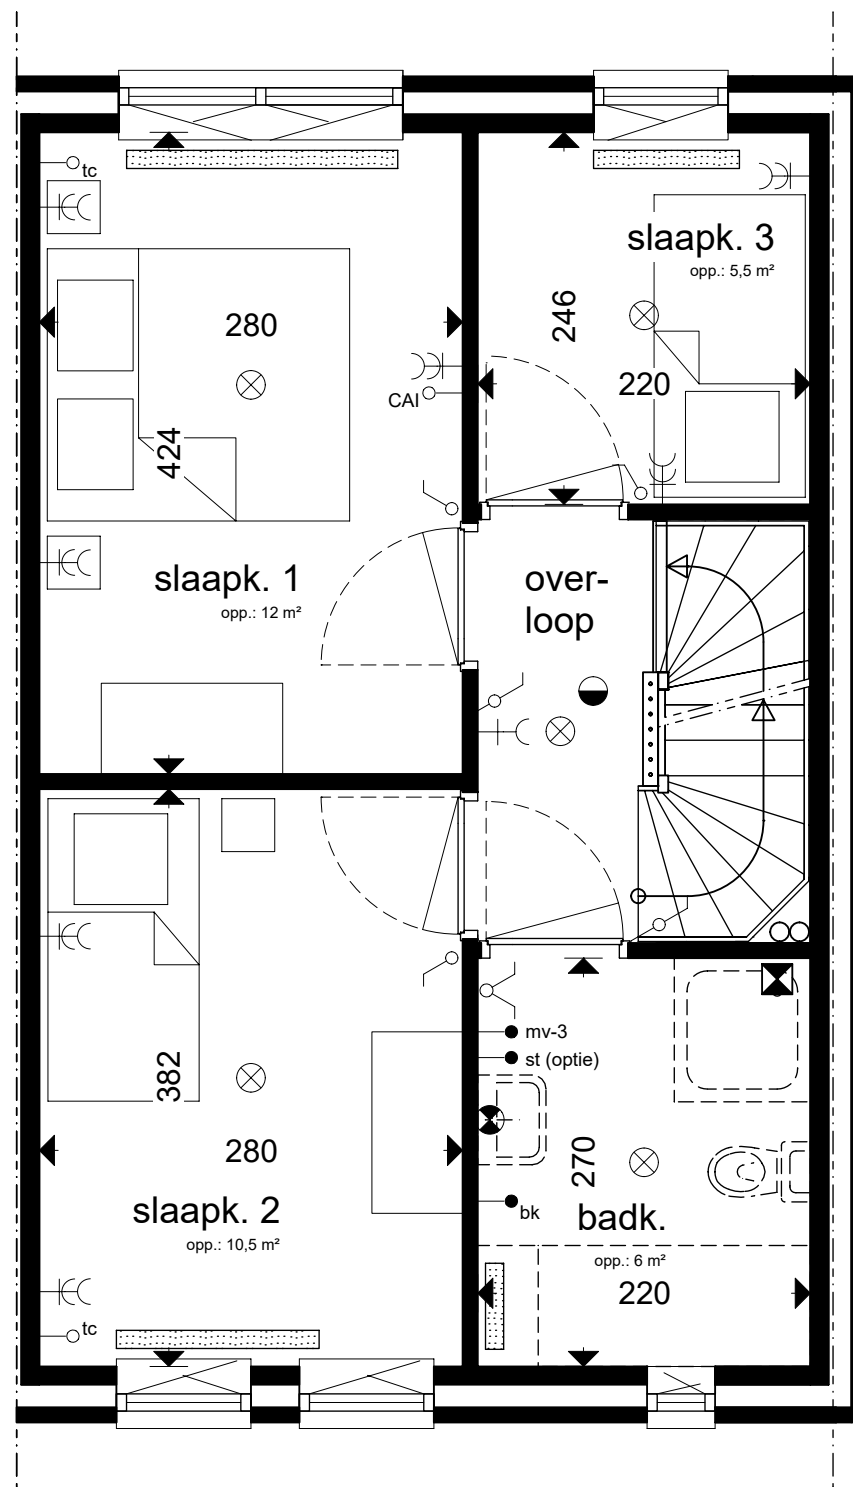 tc
slaapk. 3
opp.: 5,5 m²
280
246
220
CAI
424
slaapk. 1
opp.: 12 m²
over-
loop
mv-3
st (optie)
382
280
270
slaapk. 2
opp.: 10,5 m²
bk
badk.
opp.: 6 m²
220
tc